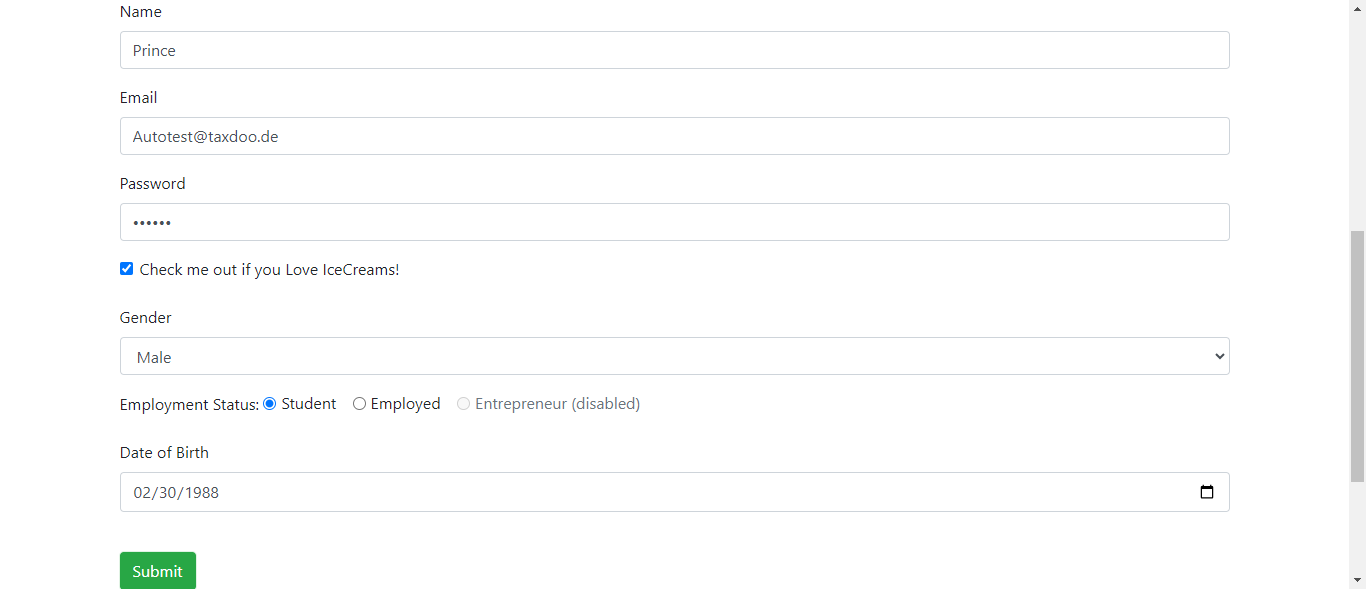 Name
Prince
Email
Autotest@taxdoo.de
Password
••••••
Check me out if you Love IceCreams!
Gender
Male
Employment Status: Student Employed Entrepreneur (disabled)
Date of Birth
02/30/1988
Submit